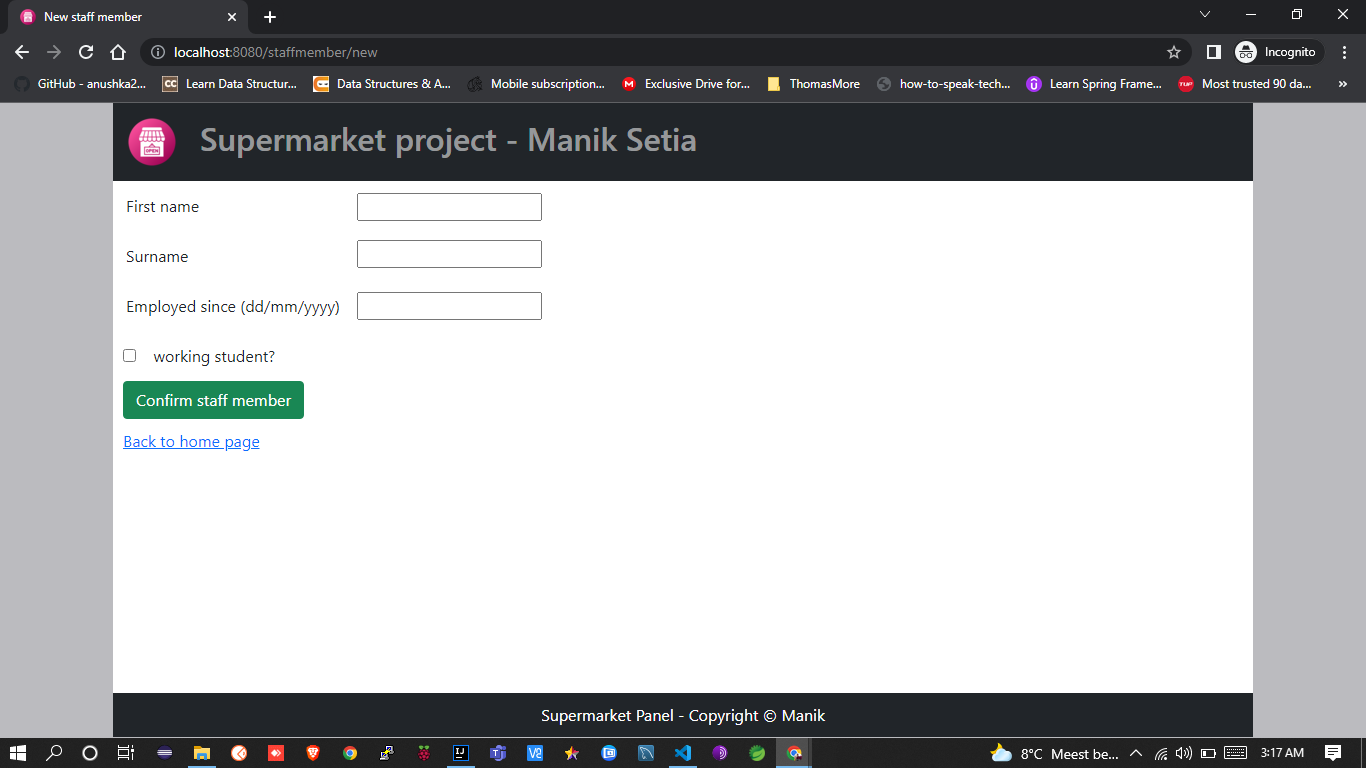 New staff member
localhost:8080/staffmember/new
Incognito
GitHub - anushka2...
CC
Learn Data Structur...
Data Structures & A...
Mobile subscription...
M
Exclusive Drive for...
ThomasMore
how-to-speak-tech...
Learn Spring Frame...
TUF
Most trusted 90 da...
»
OPEN
Supermarket project - Manik Setia
First name
Surname
Employed since (dd/mm/yyyy)
working student?
Confirm staff member
Back to home page
Supermarket Panel - Copyright © Manik
8°C Meest be...
3:17 AM